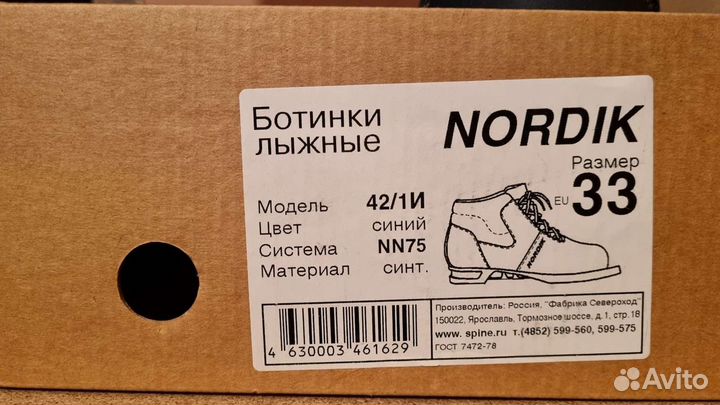 Ботинки
лыжные
NORDIK
Размер
EU 33
Модель 42/1И
Цвет синий
Система NN75
Материал синт.
NORDIK
4 630003 461629
Производитель: Россия, "Фабрика Североход"
150022, Ярославль, Тормозное шоссе, д.1, стр.18
www. spine.ru т.(4852) 599-560, 599-575
ГОСТ 7472-78
Avito